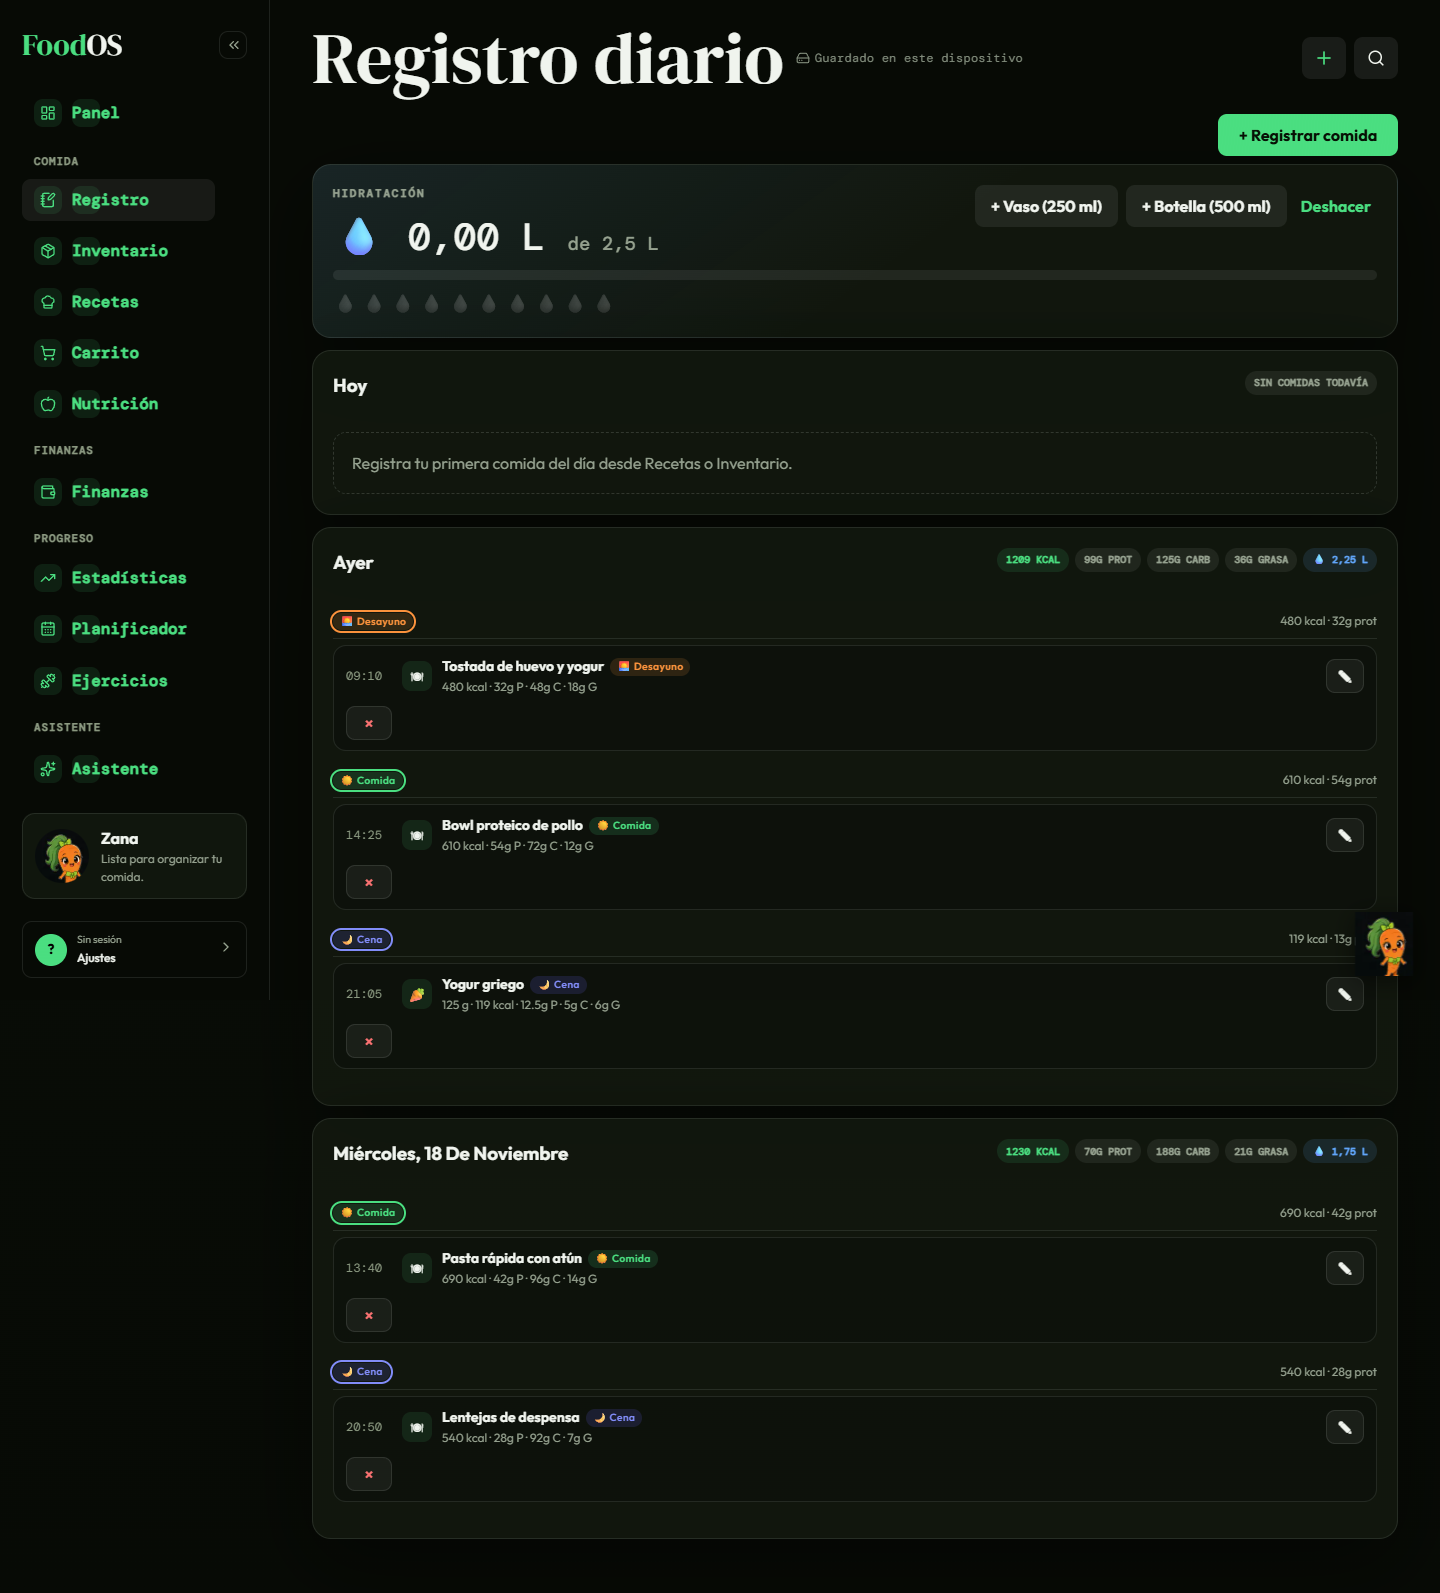 FoodOS
Panel
COMIDA
Registro
Inventario
Recetas
Carrito
Nutrición
FINANZAS
Finanzas
PROGRESO
Estadísticas
Planificador
Ejercicios
ASISTENTE
Asistente
Zana
Lista para organizar tu
comida.
?
Sin sesión
Ajustes
Registro diario
Guardado en este dispositivo
+ Registrar comida
HIDRATACIÓN
0,00 L de 2,5 L
+ Vaso (250 ml)
+ Botella (500 ml)
Deshacer
Hoy
SIN COMIDAS TODAVÍA
Registra tu primera comida del día desde Recetas o Inventario.
Ayer
1209 KCAL
99G PROT
125G CARB
36G GRASA
2,25 L
Desayuno
480 kcal · 32g prot
09:10
Tostada de huevo y yogur
Desayuno
480 kcal · 32g P · 48g C · 18g G
Comida
610 kcal · 54g prot
14:25
Bowl proteico de pollo
Comida
610 kcal · 54g P · 72g C · 12g G
Cena
119 kcal · 13g
21:05
Yogur griego
Cena
125 g · 119 kcal · 12.5g P · 5g C · 6g G
Miércoles, 18 De Noviembre
1230 KCAL
70G PROT
188G CARB
21G GRASA
1,75 L
Comida
690 kcal · 42g prot
13:40
Pasta rápida con atún
Comida
690 kcal · 42g P · 96g C · 14g G
Cena
540 kcal · 28g prot
20:50
Lentejas de despensa
Cena
540 kcal · 28g P · 92g C · 7g G